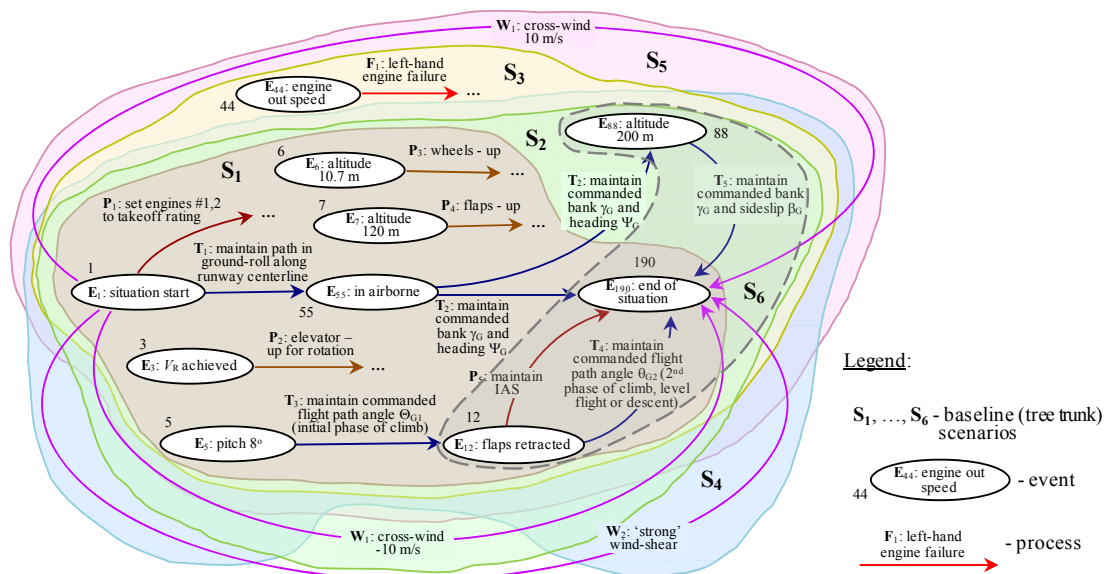 W₁: cross-wind
10 m/s
F₁: left-hand
engine failure
S₃
S₅
E₄₄: engine
out speed
...
44
E₈₈: altitude
200 m
88
S₂
6
P₃: wheels - up
S₁
E₆: altitude
10.7 m
...
T₂: maintain
commanded
bank γG and
heading ΨG
T₅: maintain
commanded bank
γG and sideslip βG
P₁: set engines #1,2
to takeoff rating
...
7
P₄: flaps - up
E₇: altitude
120 m
...
T₁: maintain path in
ground-roll along
runway centerline
190
1
E₁: situation start
E₅₅: in airborne
55
E₁₉₀: end of
situation
S₆
T₂: maintain
commanded
bank γG and
heading ΨG
3
P₂: elevator –
up for rotation
E₃: VR achieved
...
T₄: maintain
commanded flight
path angle θG2 (2nd
phase of climb, level
flight or descent)
P₅: maintain
IAS
T₃: maintain commanded
flight path angle ΘG1
(initial phase of climb)
5
E₅: pitch 8º
12
E₁₂: flaps retracted
S₄
W₁: cross-wind
-10 m/s
W₂: ‘strong’
wind-shear
Legend:
S₁, …, S₆ - baseline (tree trunk)
scenarios
E₄₄: engine out
speed
44
- event
F₁: left-hand
engine failure
- process